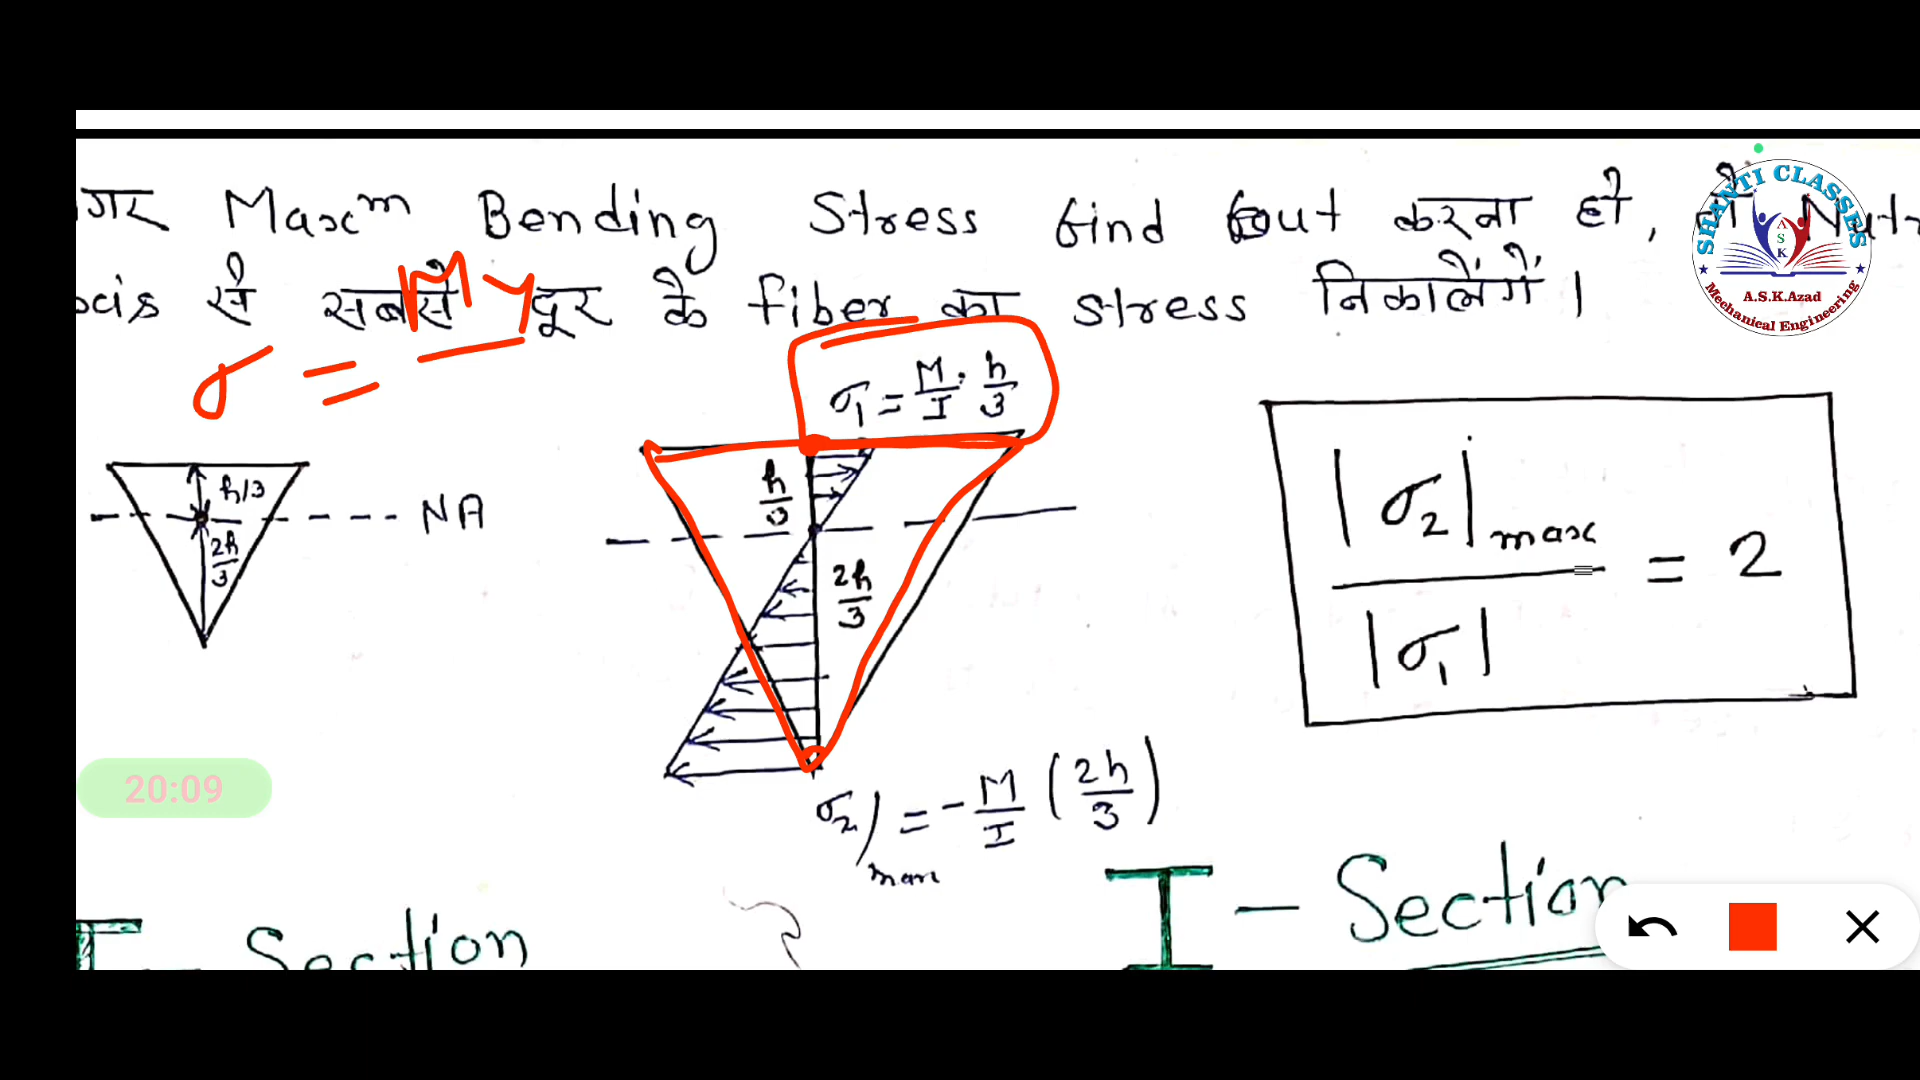 गर Maxm Bending Stress find out करना हो, तो Nutr
xis से सबसे दूर के fiber का stress निकालेंगें।
σ = My
σ1 = M/I . h/3
h/3
NA
2h/3
h/3
2h/3
|σ2|max / |σ1| = 2
σ2)max = - M/I (2h/3)
20:09
I - Section
Section
SHANTI CLASSES
A
S
K
A.S.K.Azad
Mechanical Engineering